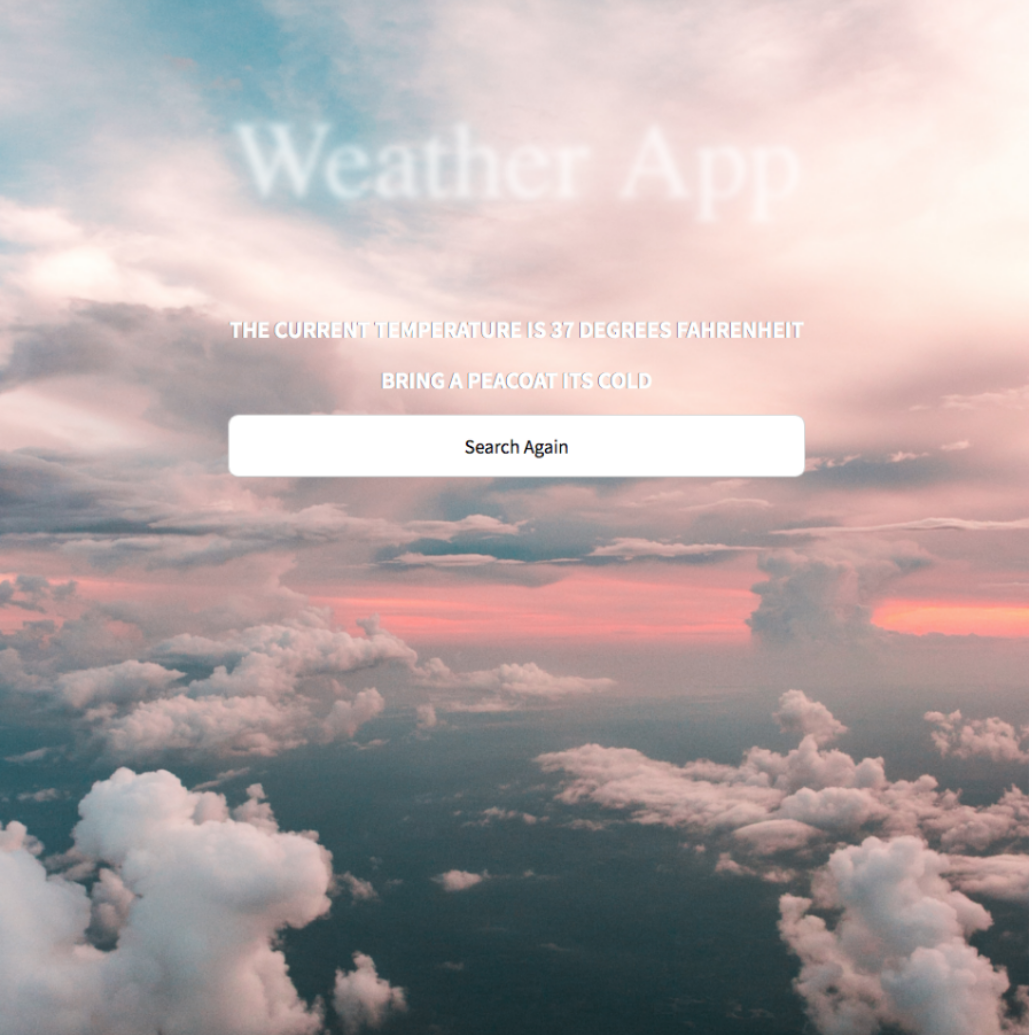 Weather App
THE CURRENT TEMPERATURE IS 37 DEGREES FAHRENHEIT
BRING A PEACOAT ITS COLD
Search Again